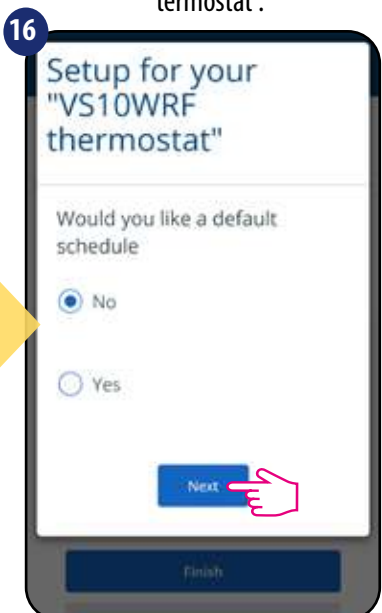 termostat .
16
Setup for your
"VS10WRF
thermostat"
Would you like a default
schedule
No
Yes
Next
Finish